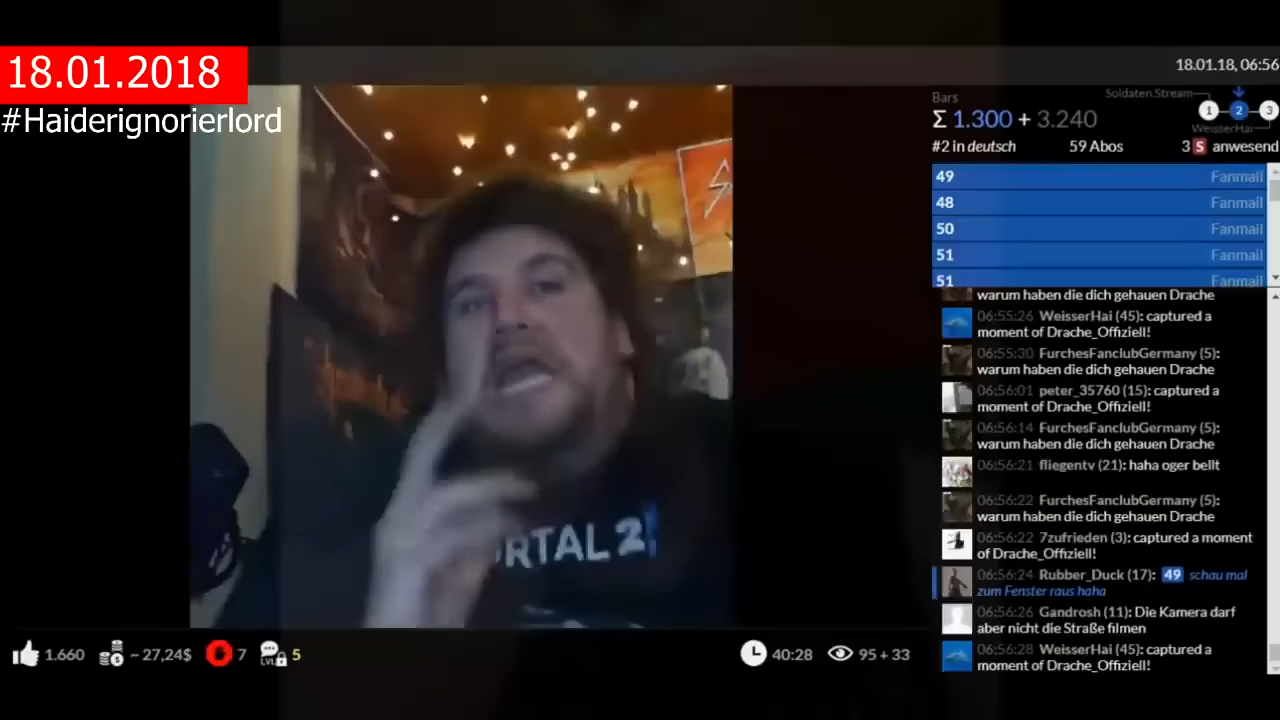 18.01.2018
#Haiderignorierlord
18.01.18, 06:56
Bars
Soldaten.Stream
Σ 1.300 + 3.240
1 2 3
WeisserHai
#2 in deutsch 59 Abos 3 S anwesend
49 Fanmail
48 Fanmail
50 Fanmail
51 Fanmail
51 Fanmail
warum haben die dich gehauen Drache
06:55:26 WeisserHai (45): captured a
moment of Drache_Offiziell!
06:55:30 FurchesFanclubGermany (5):
warum haben die dich gehauen Drache
06:56:01 peter_35760 (15): captured a
moment of Drache_Offiziell!
06:56:14 FurchesFanclubGermany (5):
warum haben die dich gehauen Drache
06:56:21 fliegentv (21): haha oger bellt
06:56:22 FurchesFanclubGermany (5):
warum haben die dich gehauen Drache
06:56:22 7zufrieden (3): captured a moment
of Drache_Offiziell!
06:56:24 Rubber_Duck (17): 49 schau mal
zum Fenster raus haha
06:56:26 Gandrosh (11): Die Kamera darf
aber nicht die Straße filmen
06:56:28 WeisserHai (45): captured a
moment of Drache_Offiziell!
ORTAL 2
1.660 ~ 27,24$ 7 LVL 5 40:28 95 + 33